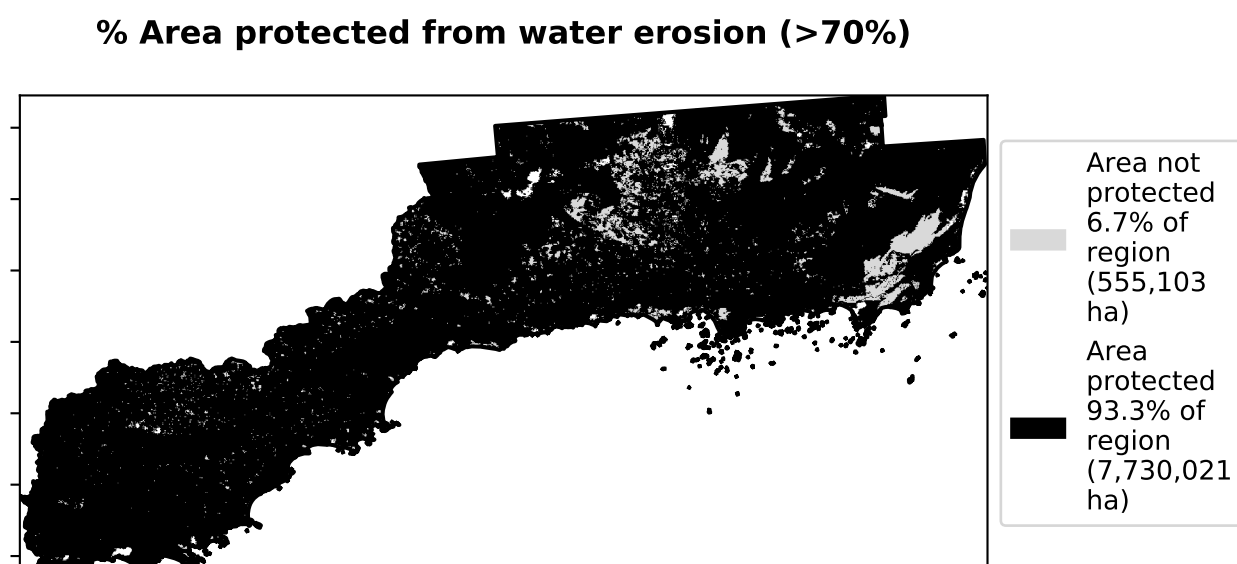 % Area protected from water erosion (>70%)
Area not
protected
6.7% of
region
(555,103
ha)
Area
protected
93.3% of
region
(7,730,021
ha)